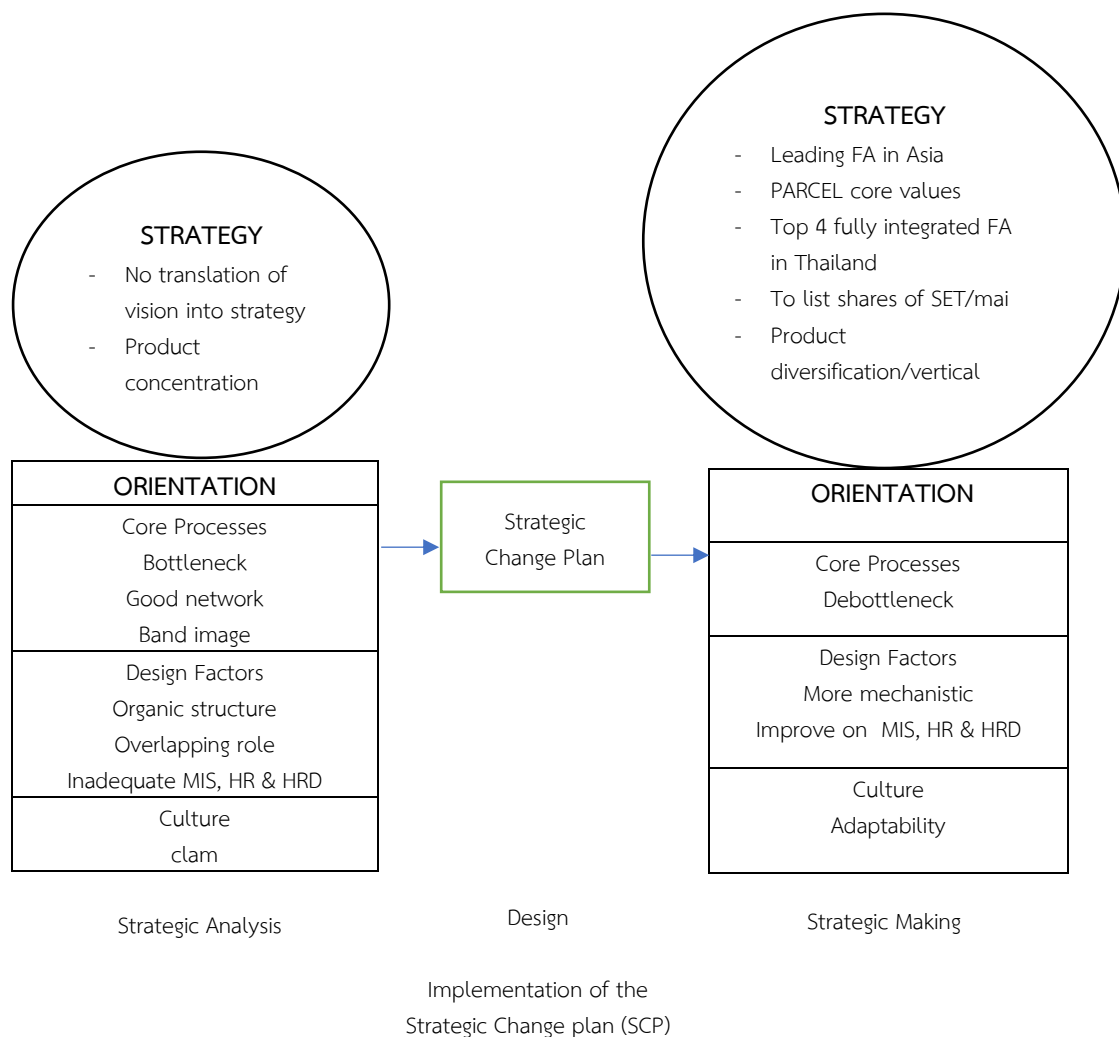 STRATEGY
- No translation of
vision into strategy
- Product
concentration
ORIENTATION
Core Processes
Bottleneck
Good network
Band image
Design Factors
Organic structure
Overlapping role
Inadequate MIS, HR & HRD
Culture
clam
Strategic Analysis
Strategic
Change Plan
Design
Implementation of the
Strategic Change plan (SCP)
STRATEGY
- Leading FA in Asia
- PARCEL core values
- Top 4 fully integrated FA
in Thailand
- To list shares of SET/mai
- Product
diversification/vertical
ORIENTATION
Core Processes
Debottleneck
Design Factors
More mechanistic
Improve on MIS, HR & HRD
Culture
Adaptability
Strategic Making